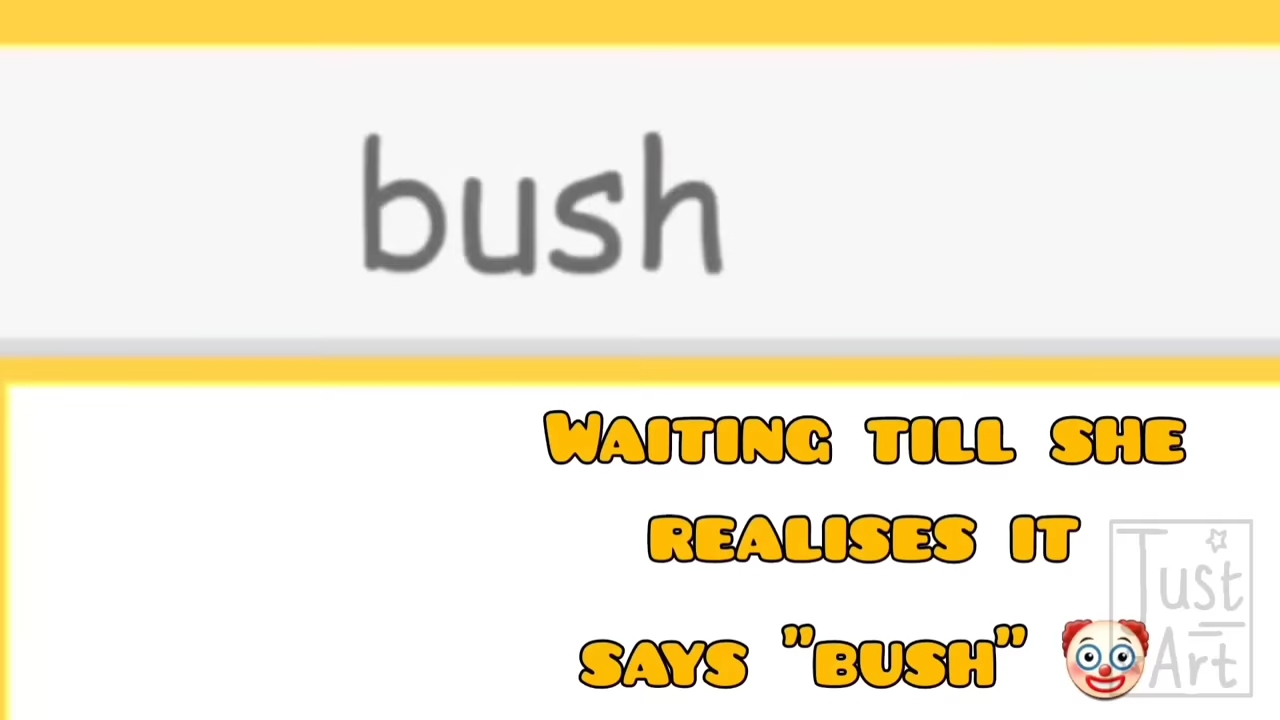 bush
WAITING TILL SHE
REALISES IT
SAYS "BUSH" 🤡
Just
Art